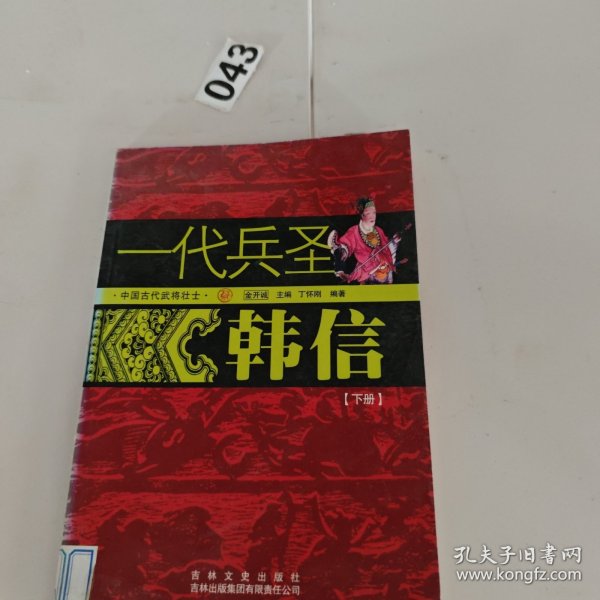 043
一代兵圣
·中国古代武将壮士· 金开诚 主编 丁怀刚 编著
韩信
【下册】
吉林文史出版社
吉林出版集团有限责任公司
孔夫子旧书网
www.kongfz.com